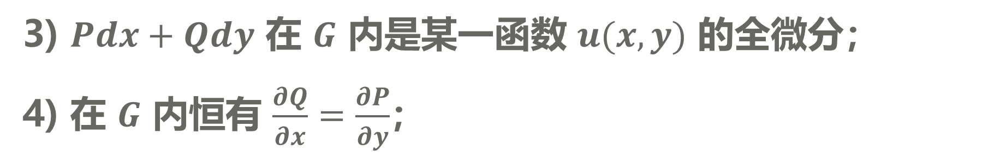 3) Pdx + Qdy 在 G 内是某一函数 u(x, y) 的全微分;
4) 在 G 内恒有 ∂Q/∂x = ∂P/∂y;